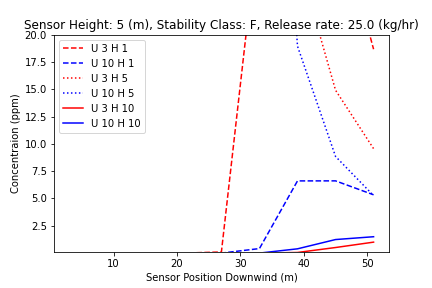 Sensor Height: 5 (m), Stability Class: F, Release rate: 25.0 (kg/hr)
20.0
17.5
15.0
12.5
10.0
7.5
5.0
2.5
Concentraion (ppm)
U 3 H 1
U 10 H 1
U 3 H 5
U 10 H 5
U 3 H 10
U 10 H 10
10 20 30 40 50
Sensor Position Downwind (m)